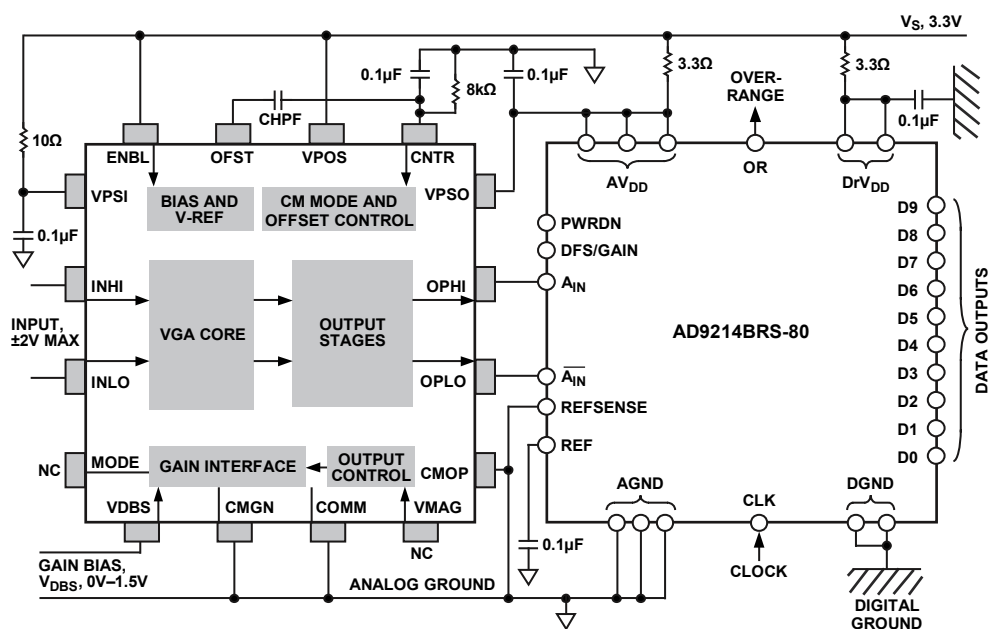 VS, 3.3V
0.1µF
8kΩ
0.1µF
3.3Ω
3.3Ω
OVER-
RANGE
0.1µF
CHPF
10Ω
ENBL
OFST
VPOS
CNTR
VPSI
BIAS AND
V-REF
CM MODE AND
OFFSET CONTROL
VPSO
AVDD
OR
DrVDD
0.1µF
PWRDN
DFS/GAIN
AIN
INHI
OPHI
INPUT,
±2V MAX
VGA CORE
OUTPUT
STAGES
AD9214BRS-80
INLO
OPLO
AIN
REFSENSE
REF
D9
D8
D7
D6
D5
D4
D3
D2
D1
D0
DATA OUTPUTS
NC
MODE
GAIN INTERFACE
OUTPUT
CONTROL
CMOP
VDBS
CMGN
COMM
VMAG
NC
AGND
CLK
DGND
0.1µF
GAIN BIAS,
VDBS, 0V–1.5V
ANALOG GROUND
CLOCK
DIGITAL
GROUND